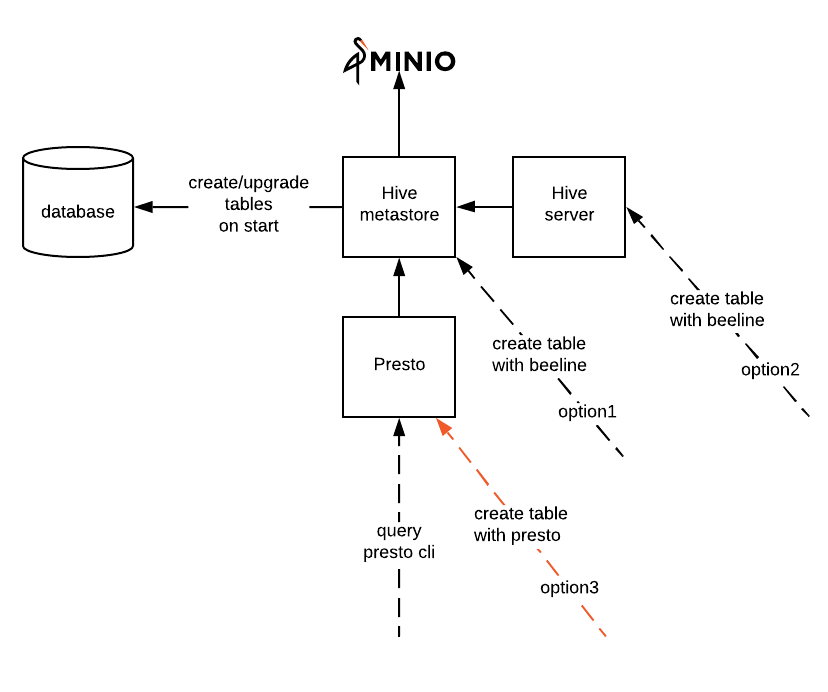 MINIO
create/upgrade
tables
on start
database
Hive
metastore
Hive
server
create table
with beeline
option2
create table
with beeline
option1
Presto
create table
with presto
option3
query
presto cli